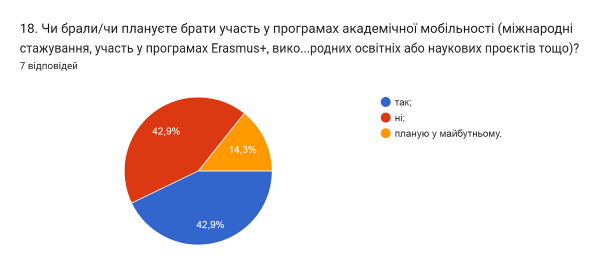 18. Чи брали/чи плануєте брати участь у програмах академічної мобільності (міжнародні
стажування, участь у програмах Erasmus+, вико...родних освітніх або наукових проєктів тощо)?
7 відповідей
так;
ні;
планую у майбутньому.
42,9%
14,3%
42,9%